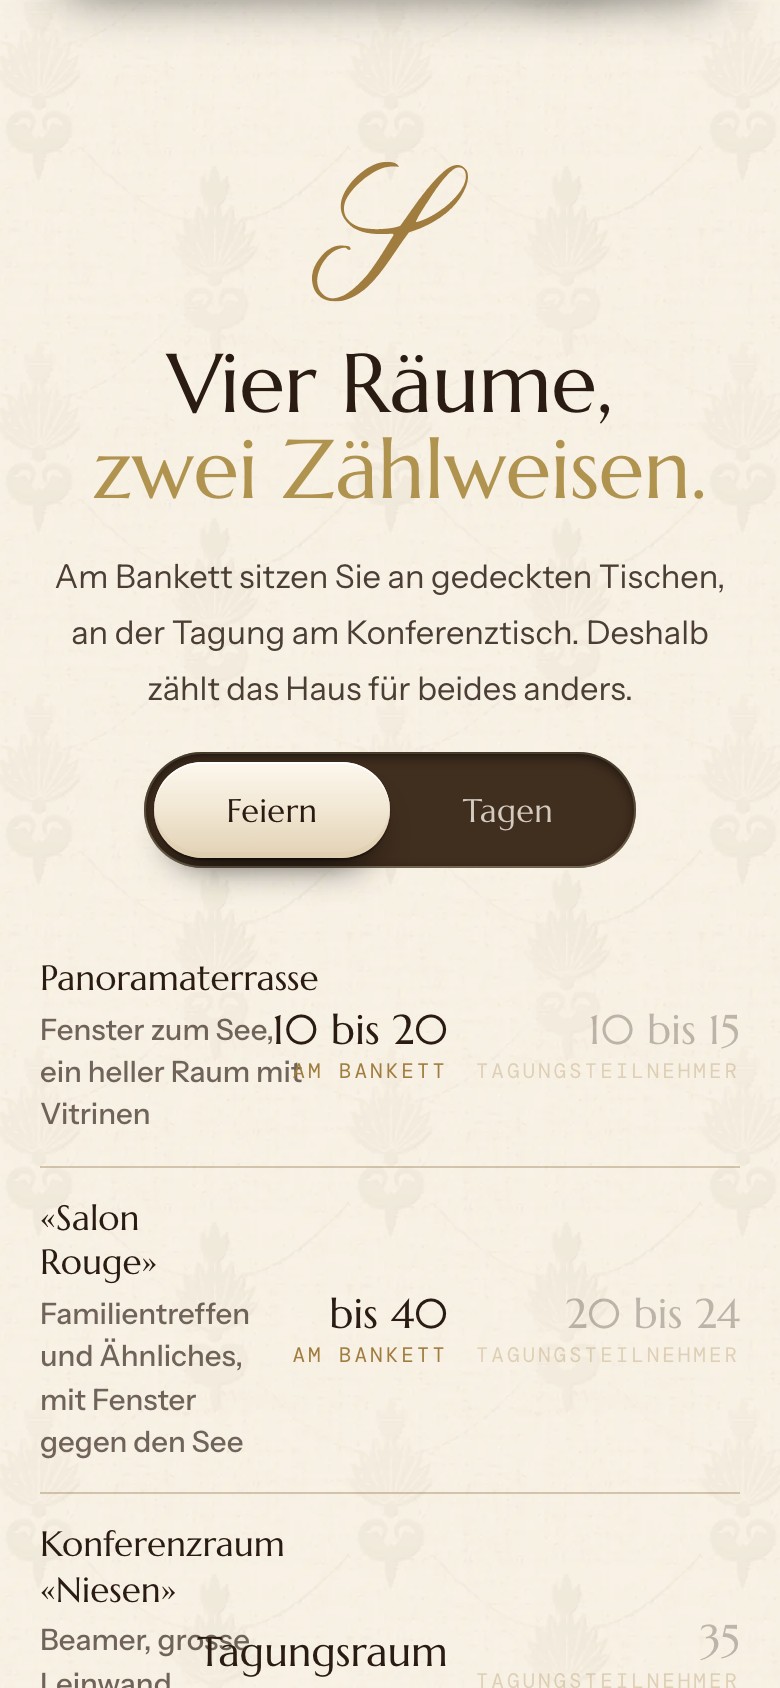 S
Vier Räume,
zwei Zählweisen.
Am Bankett sitzen Sie an gedeckten Tischen,
an der Tagung am Konferenztisch. Deshalb
zählt das Haus für beides anders.
Feiern
Tagen
Panoramaterrasse
Fenster zum See,
ein heller Raum mit
Vitrinen
10 bis 20
AM BANKETT
10 bis 15
TAGUNGSTEILNEHMER
«Salon
Rouge»
Familientreffen
und Ähnliches,
mit Fenster
gegen den See
bis 40
AM BANKETT
20 bis 24
TAGUNGSTEILNEHMER
Konferenzraum
«Niesen»
Beamer, grosse
Leinwand
Tagungsraum
35
TAGUNGSTEILNEHMER